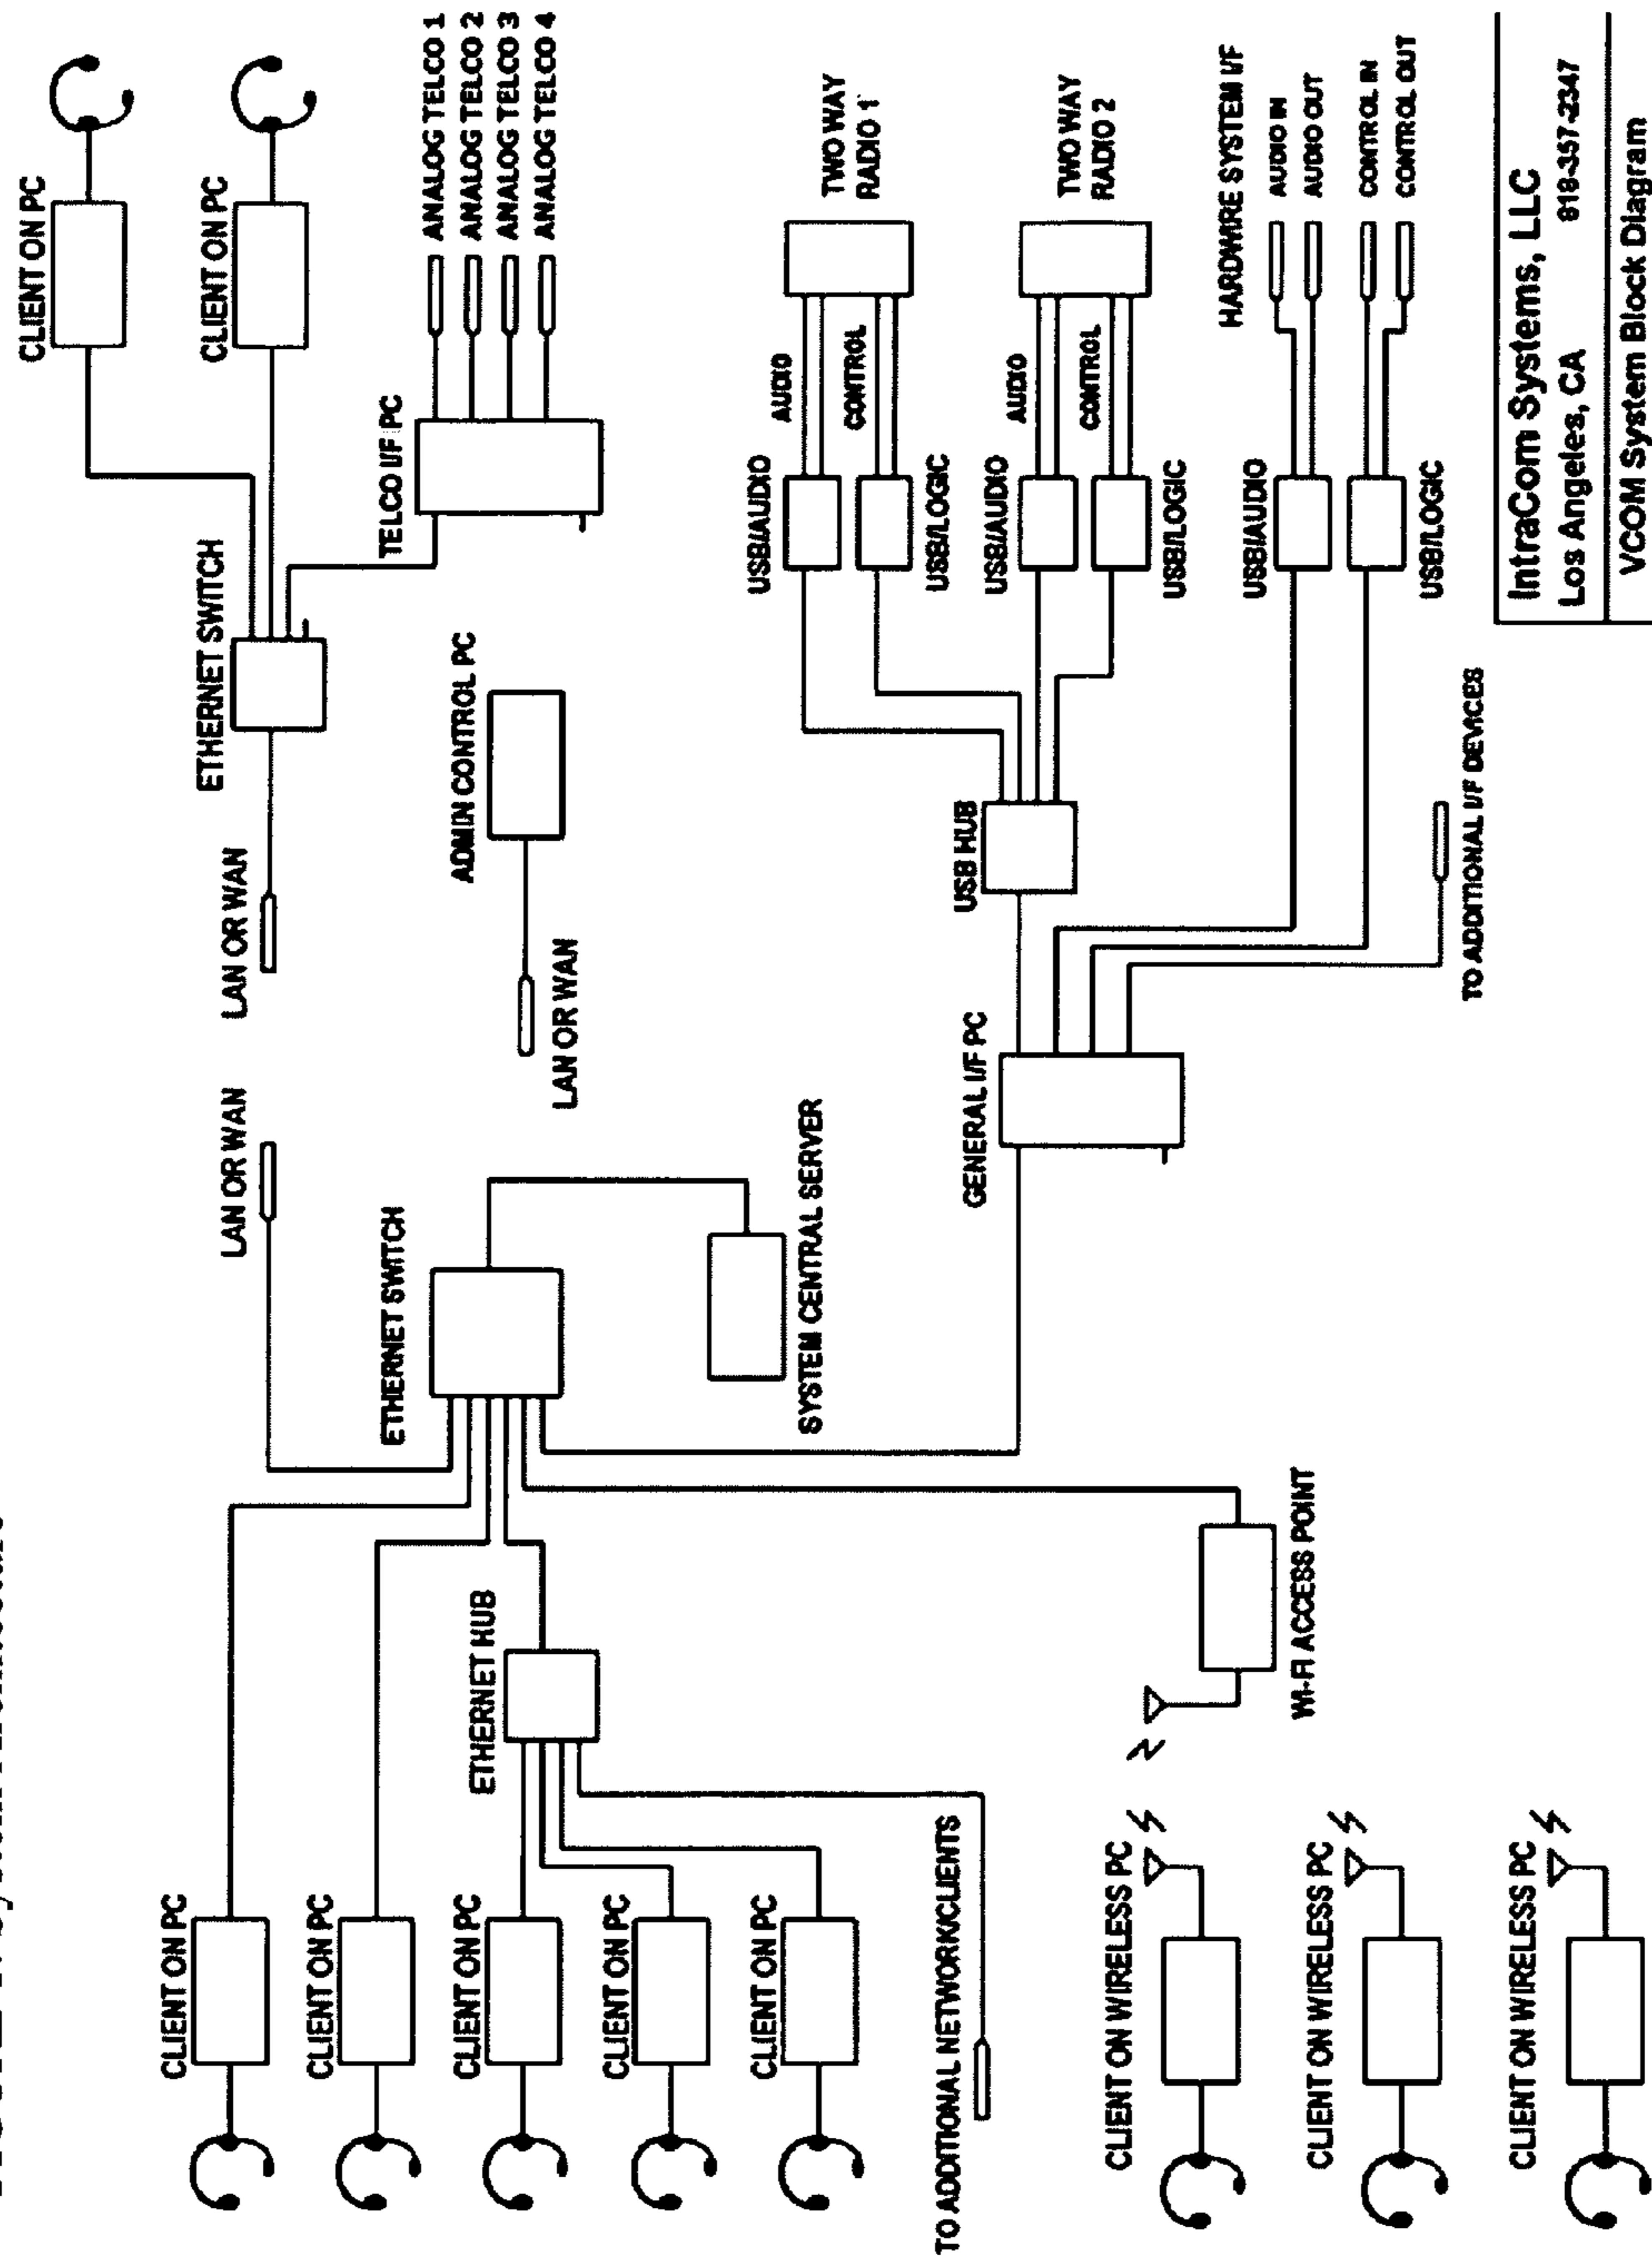 CLIENT ON PC
CLIENT ON PC
CLIENT ON PC
CLIENT ON PC
CLIENT ON PC
TO ADDITIONAL NETWORK/CLIENTS
CLIENT ON WIRELESS PC
CLIENT ON WIRELESS PC
CLIENT ON WIRELESS PC
ETHERNET HUB
WI-FI ACCESS POINT
LAN OR WAN
ETHERNET SWITCH
SYSTEM CENTRAL SERVER
LAN OR WAN
ETHERNET SWITCH
CLIENT ON PC
CLIENT ON PC
TELCO I/F PC
ANALOG TELCO 1
ANALOG TELCO 2
ANALOG TELCO 3
ANALOG TELCO 4
ADMIN CONTROL PC
LAN OR WAN
GENERAL I/F PC
USB HUB
USB/AUDIO
AUDIO
CONTROL
USB/LOGIC
TWO WAY
RADIO 1
USB/AUDIO
AUDIO
CONTROL
USB/LOGIC
TWO WAY
RADIO 2
HARDWIRE SYSTEM I/F
USB/AUDIO
AUDIO IN
AUDIO OUT
CONTROL IN
CONTROL OUT
USB/LOGIC
TO ADDITIONAL I/F DEVICES
IntraCom Systems, LLC
Los Angeles, CA 818-357-2347
VCOM System Block Diagram